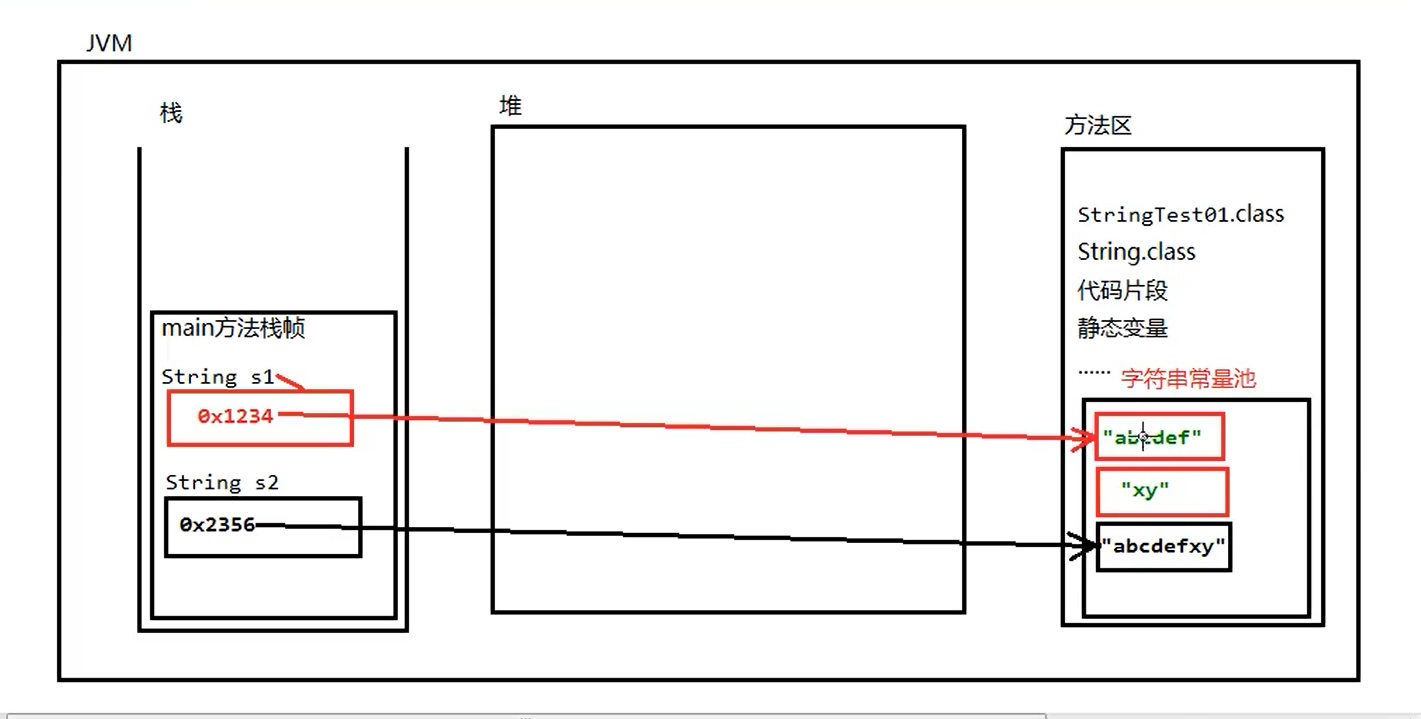 JVM
栈
堆
方法区
StringTest01.class
String.class
代码片段
静态变量
......
字符串常量池
main方法栈帧
String s1
0x1234
String s2
0x2356
"abcdef"
"xy"
"abcdefxy"